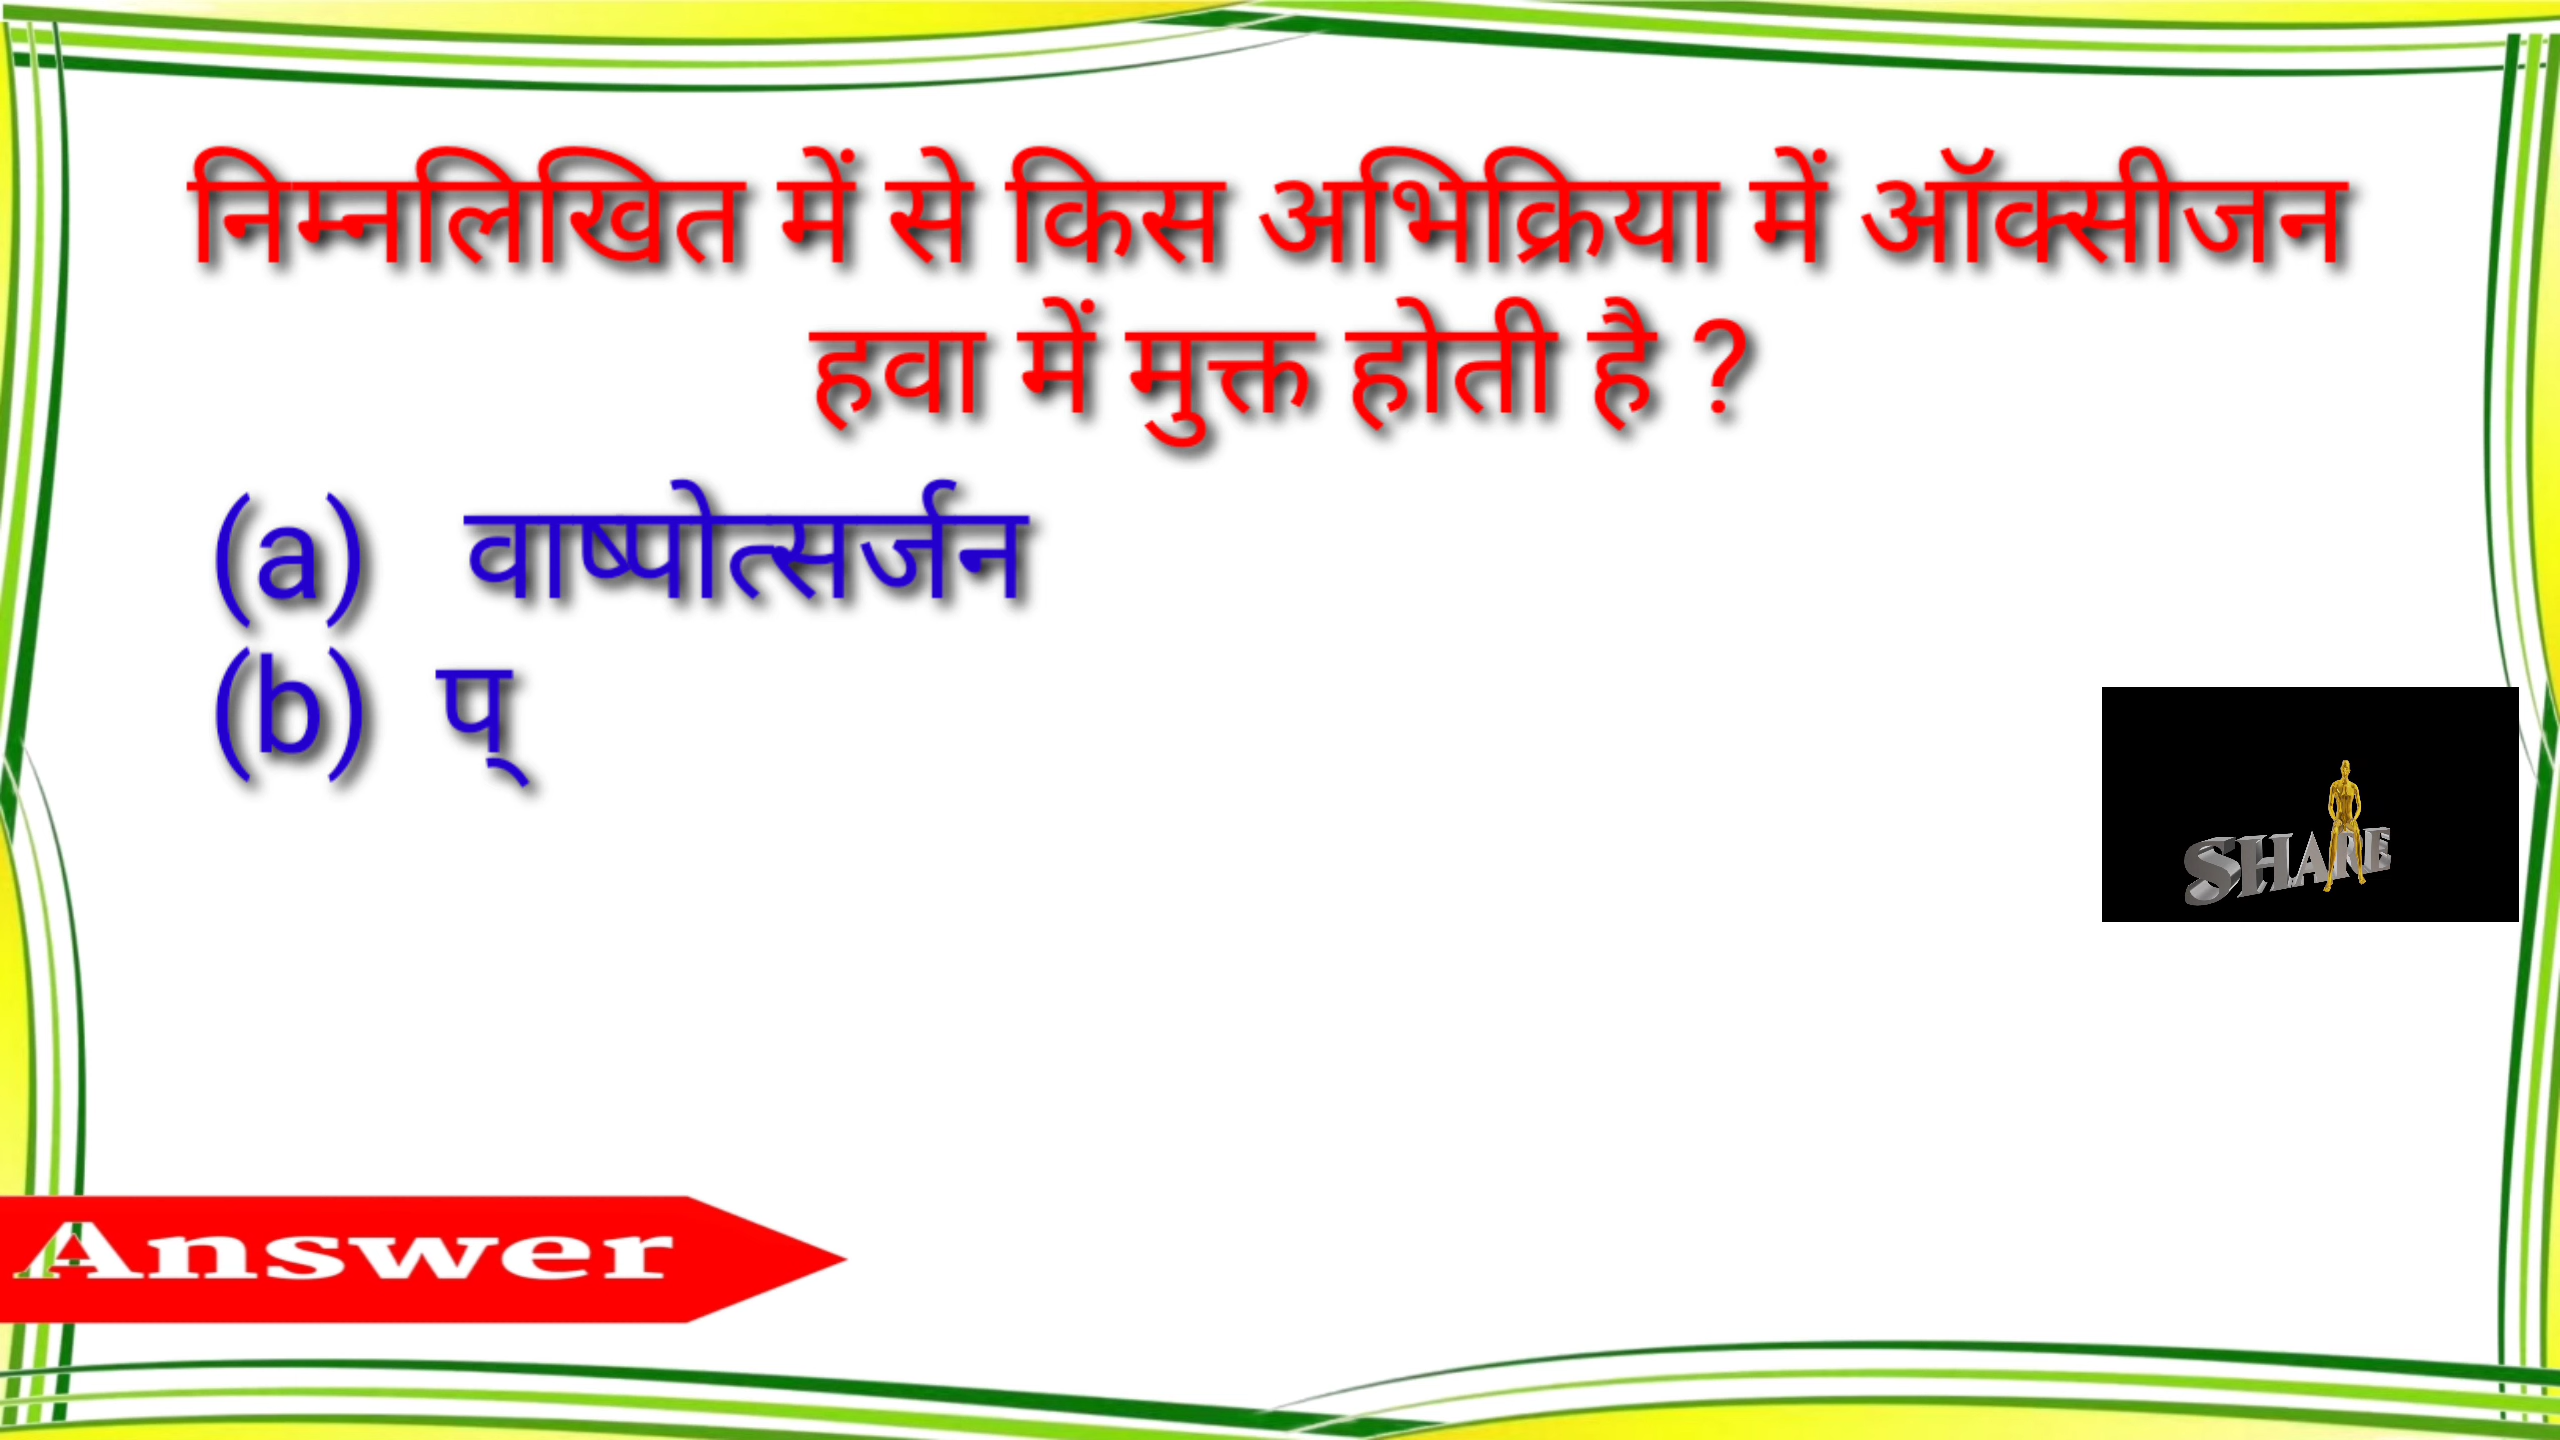 निम्नलिखित में से किस अभिक्रिया में ऑक्सीजन
हवा में मुक्त होती है ?
(a) वाष्पोत्सर्जन
(b) प्
SHARE
Answer